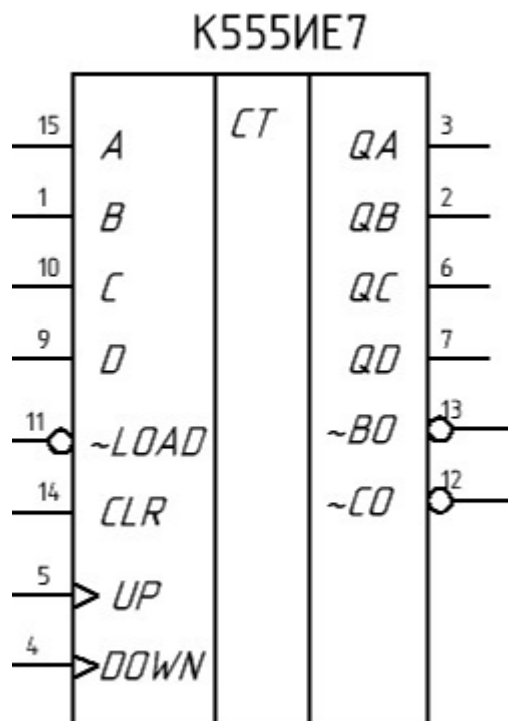 К555ИЕ7
15 A CT QA 3
1 B QB 2
10 C QC 6
9 D QD 7
11 ~LOAD ~BO 13
14 CLR ~CO 12
5 UP
4 DOWN